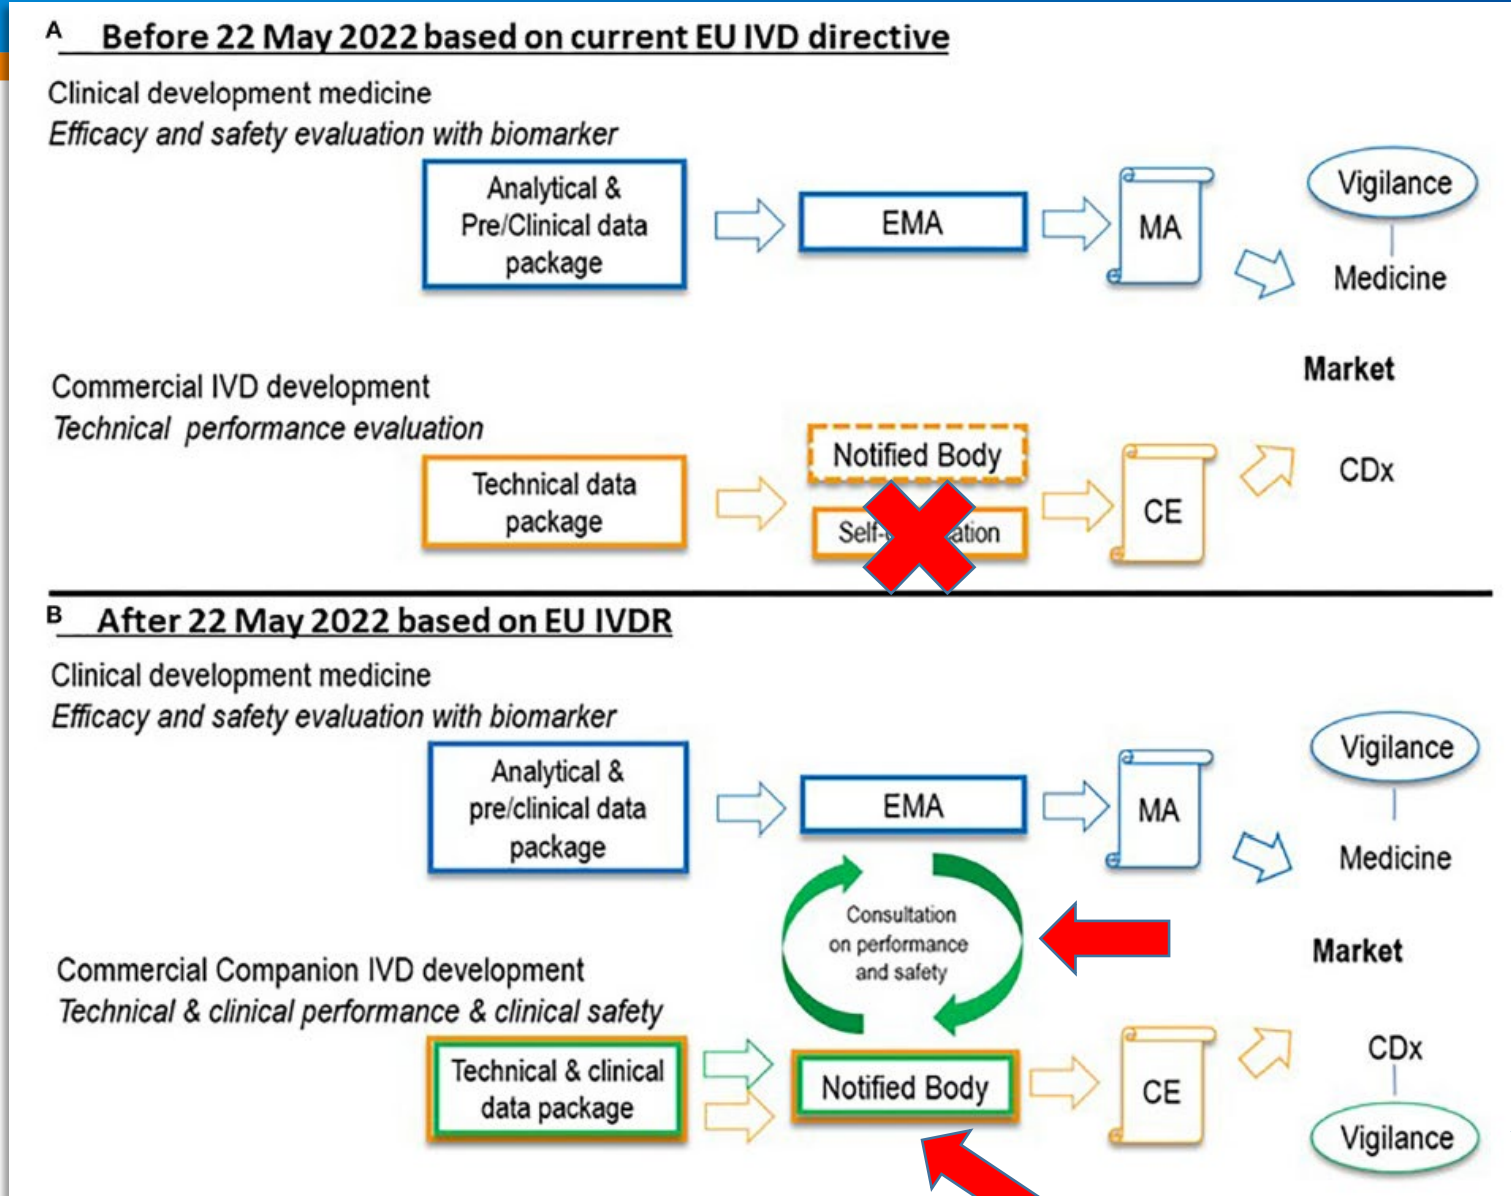 A Before 22 May 2022 based on current EU IVD directive
Clinical development medicine
Efficacy and safety evaluation with biomarker
Analytical &
Pre/Clinical data
package
EMA
MA
Vigilance
Medicine
Market
Commercial IVD development
Technical performance evaluation
Technical data
package
Notified Body
Self-
ation
CE
CDx
B After 22 May 2022 based on EU IVDR
Clinical development medicine
Efficacy and safety evaluation with biomarker
Analytical &
pre/clinical data
package
EMA
MA
Vigilance
Medicine
Consultation
on performance
and safety
Market
Commercial Companion IVD development
Technical & clinical performance & clinical safety
Technical & clinical
data package
Notified Body
CE
CDx
Vigilance